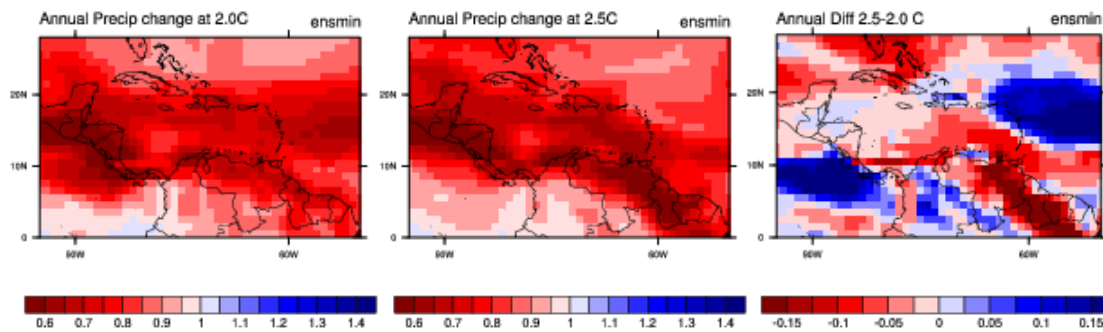 Annual Precip change at 2.0C ensmin
20N
10N
0
90W 60W
0.6 0.7 0.8 0.9 1 1.1 1.2 1.3 1.4
Annual Precip change at 2.5C ensmin
20N
10N
0
90W 60W
0.6 0.7 0.8 0.9 1 1.1 1.2 1.3 1.4
Annual Diff 2.5-2.0 C ensmin
20N
10N
0
90W 60W
-0.15 -0.1 -0.05 0 0.05 0.1 0.15